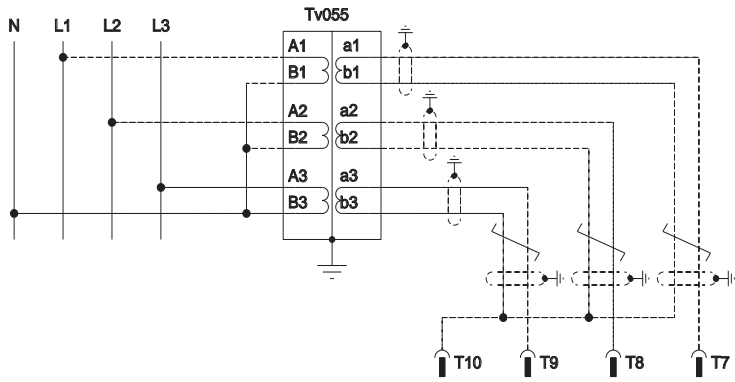 Tv055
N L1 L2 L3
A1 a1
B1 b1
A2 a2
B2 b2
A3 a3
B3 b3
T10 T9 T8 T7